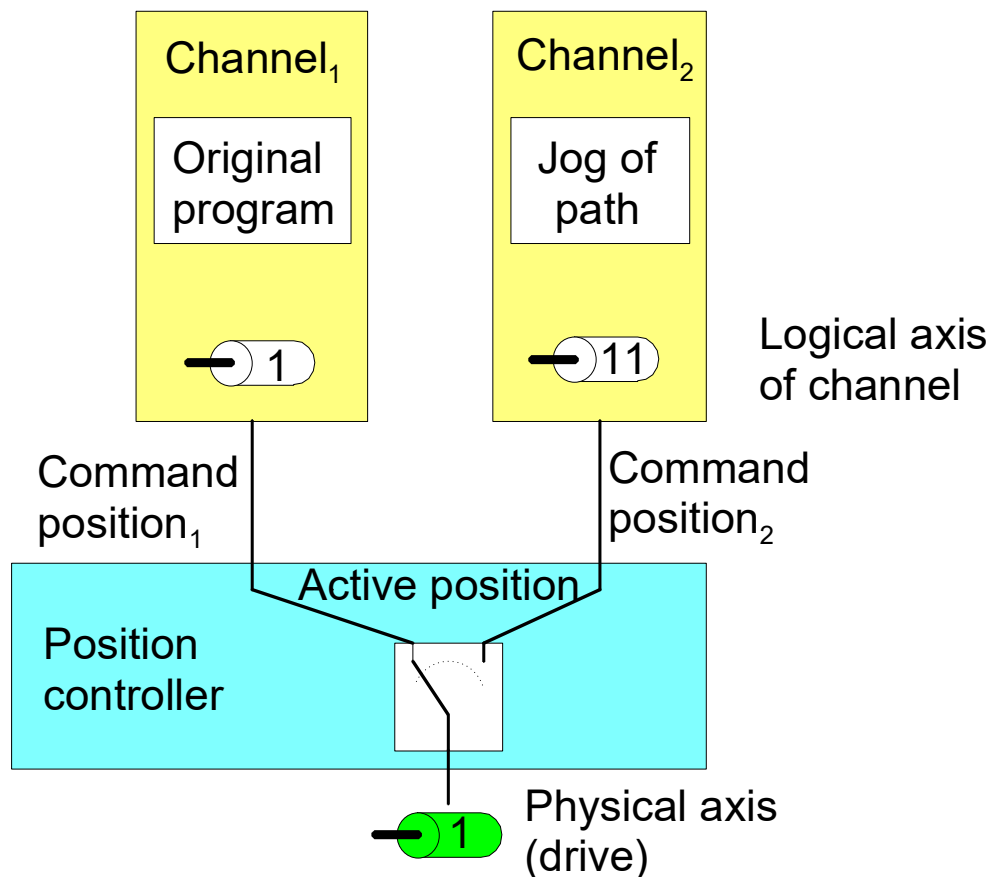 Channel₁
Original
program
1
Channel₂
Jog of
path
11
Logical axis
of channel
Command
position₁
Command
position₂
Active position
Position
controller
1
Physical axis
(drive)